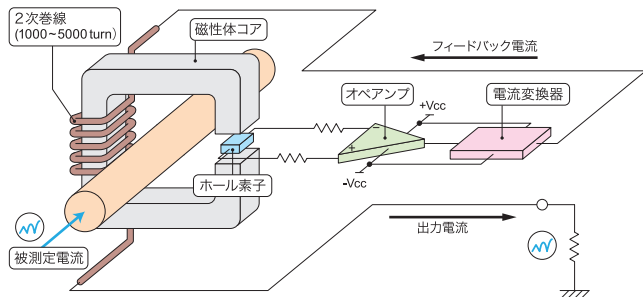 2次巻線
(1000~5000 turn)
磁性体コア
フィードバック電流
オペアンプ
+Vcc
電流変換器
+
-Vcc
ホール素子
被測定電流
出力電流